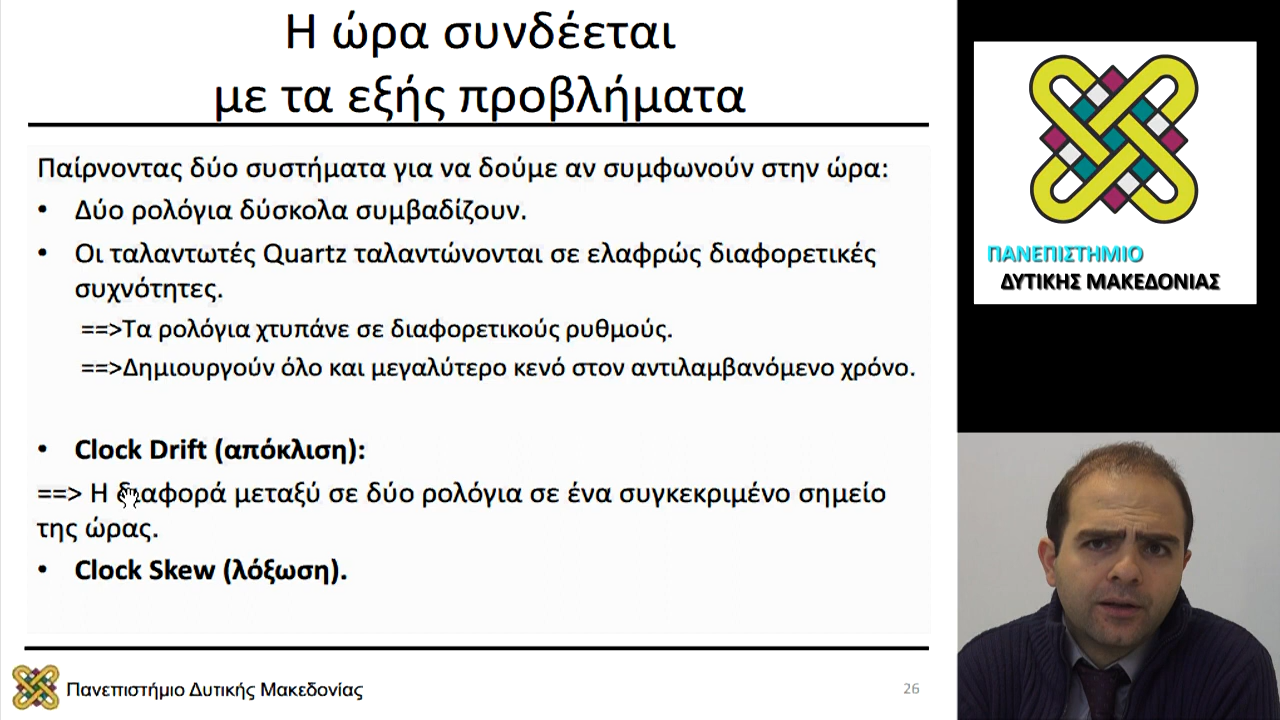 Η ώρα συνδέεται
με τα εξής προβλήματα
Παίρνοντας δύο συστήματα για να δούμε αν συμφωνούν στην ώρα:
• Δύο ρολόγια δύσκολα συμβαδίζουν.
• Οι ταλαντωτές Quartz ταλαντώνονται σε ελαφρώς διαφορετικές
συχνότητες.
==>Τα ρολόγια χτυπάνε σε διαφορετικούς ρυθμούς.
==>Δημιουργούν όλο και μεγαλύτερο κενό στον αντιλαμβανόμενο χρόνο.
• Clock Drift (απόκλιση):
==> Η διαφορά μεταξύ σε δύο ρολόγια σε ένα συγκεκριμένο σημείο
της ώρας.
• Clock Skew (λόξωση).
Πανεπιστήμιο Δυτικής Μακεδονίας
26
ΠΑΝΕΠΙΣΤΗΜΙΟ
ΔΥΤΙΚΗΣ ΜΑΚΕΔΟΝΙΑΣ